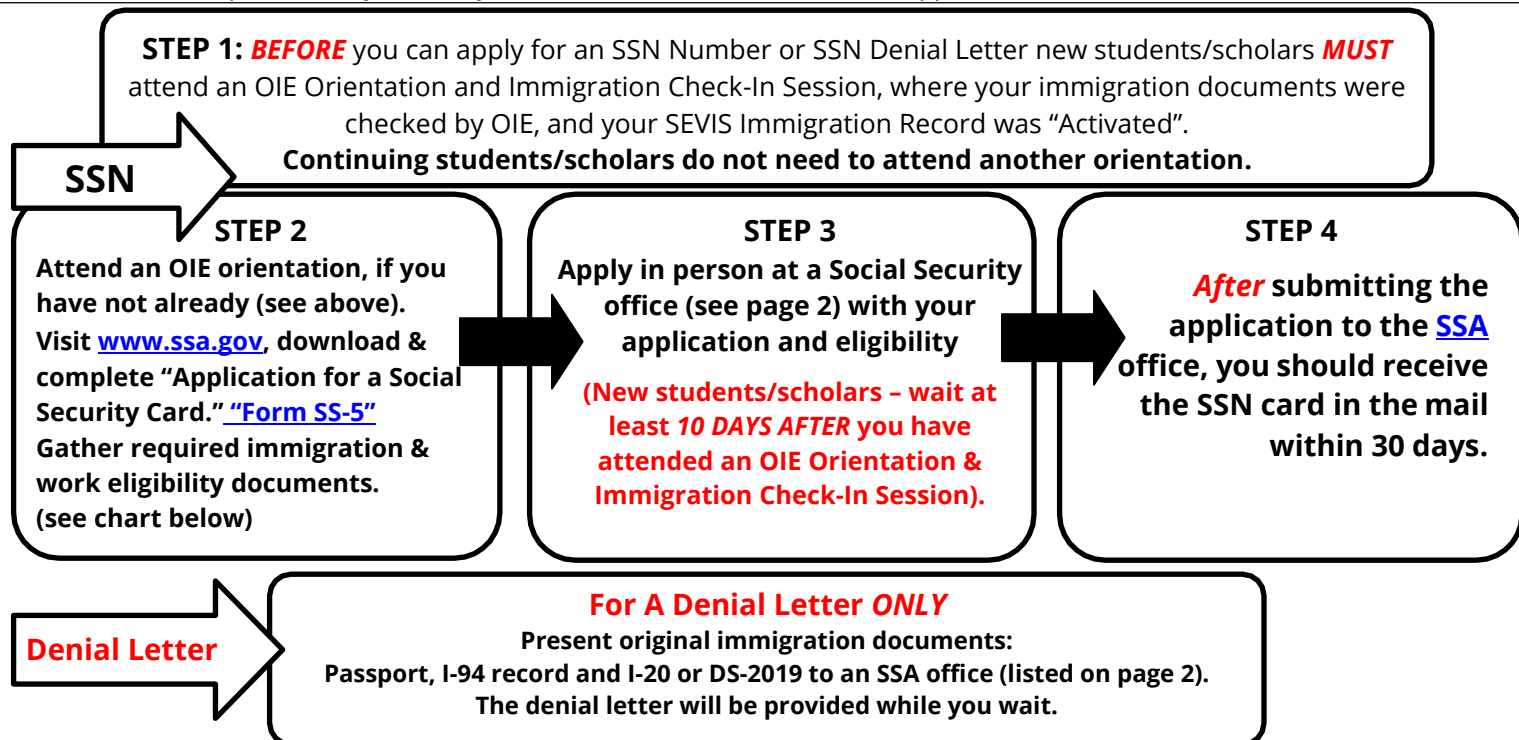 STEP 1: BEFORE you can apply for an SSN Number or SSN Denial Letter new students/scholars MUST
attend an OIE Orientation and Immigration Check-In Session, where your immigration documents were
checked by OIE, and your SEVIS Immigration Record was “Activated”.
Continuing students/scholars do not need to attend another orientation.
SSN
STEP 2
Attend an OIE orientation, if you
have not already (see above).
Visit www.ssa.gov, download &
complete “Application for a Social
Security Card.” “Form SS-5”
Gather required immigration &
work eligibility documents.
(see chart below)
STEP 3
Apply in person at a Social Security
office (see page 2) with your
application and eligibility
(New students/scholars – wait at
least 10 DAYS AFTER you have
attended an OIE Orientation &
Immigration Check-In Session).
STEP 4
After submitting the
application to the SSA
office, you should receive
the SSN card in the mail
within 30 days.
Denial Letter
For A Denial Letter ONLY
Present original immigration documents:
Passport, I-94 record and I-20 or DS-2019 to an SSA office (listed on page 2).
The denial letter will be provided while you wait.